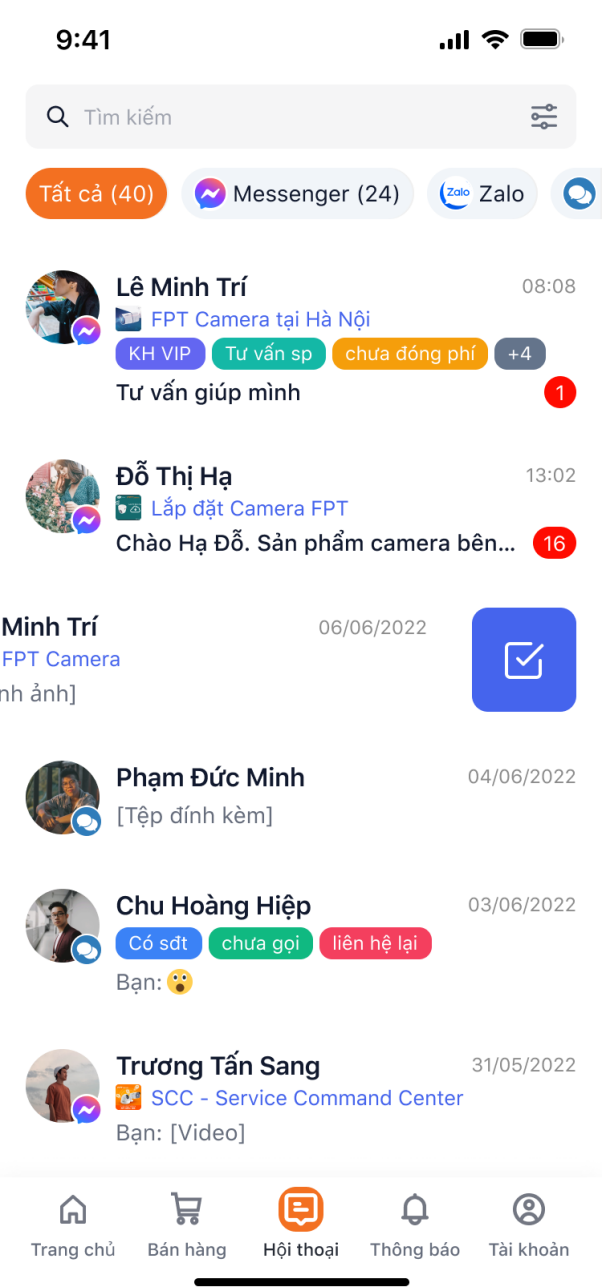 9:41
Tìm kiếm
Tất cả (40) Messenger (24) Zalo Zalo
Lê Minh Trí 08:08
FPT Camera tại Hà Nội
KH VIP Tư vấn sp chưa đóng phí +4
Tư vấn giúp mình 1
Đỗ Thị Hạ 13:02
Lắp đặt Camera FPT
Chào Hạ Đỗ. Sản phẩm camera bên... 16
Minh Trí 06/06/2022
FPT Camera
nh ảnh]
Phạm Đức Minh 04/06/2022
[Tệp đính kèm]
Chu Hoàng Hiệp 03/06/2022
Có sđt chưa gọi liên hệ lại
Bạn: 😮
Trương Tấn Sang 31/05/2022
SCC - Service Command Center
Bạn: [Video]
Trang chủ Bán hàng Hội thoại Thông báo Tài khoản